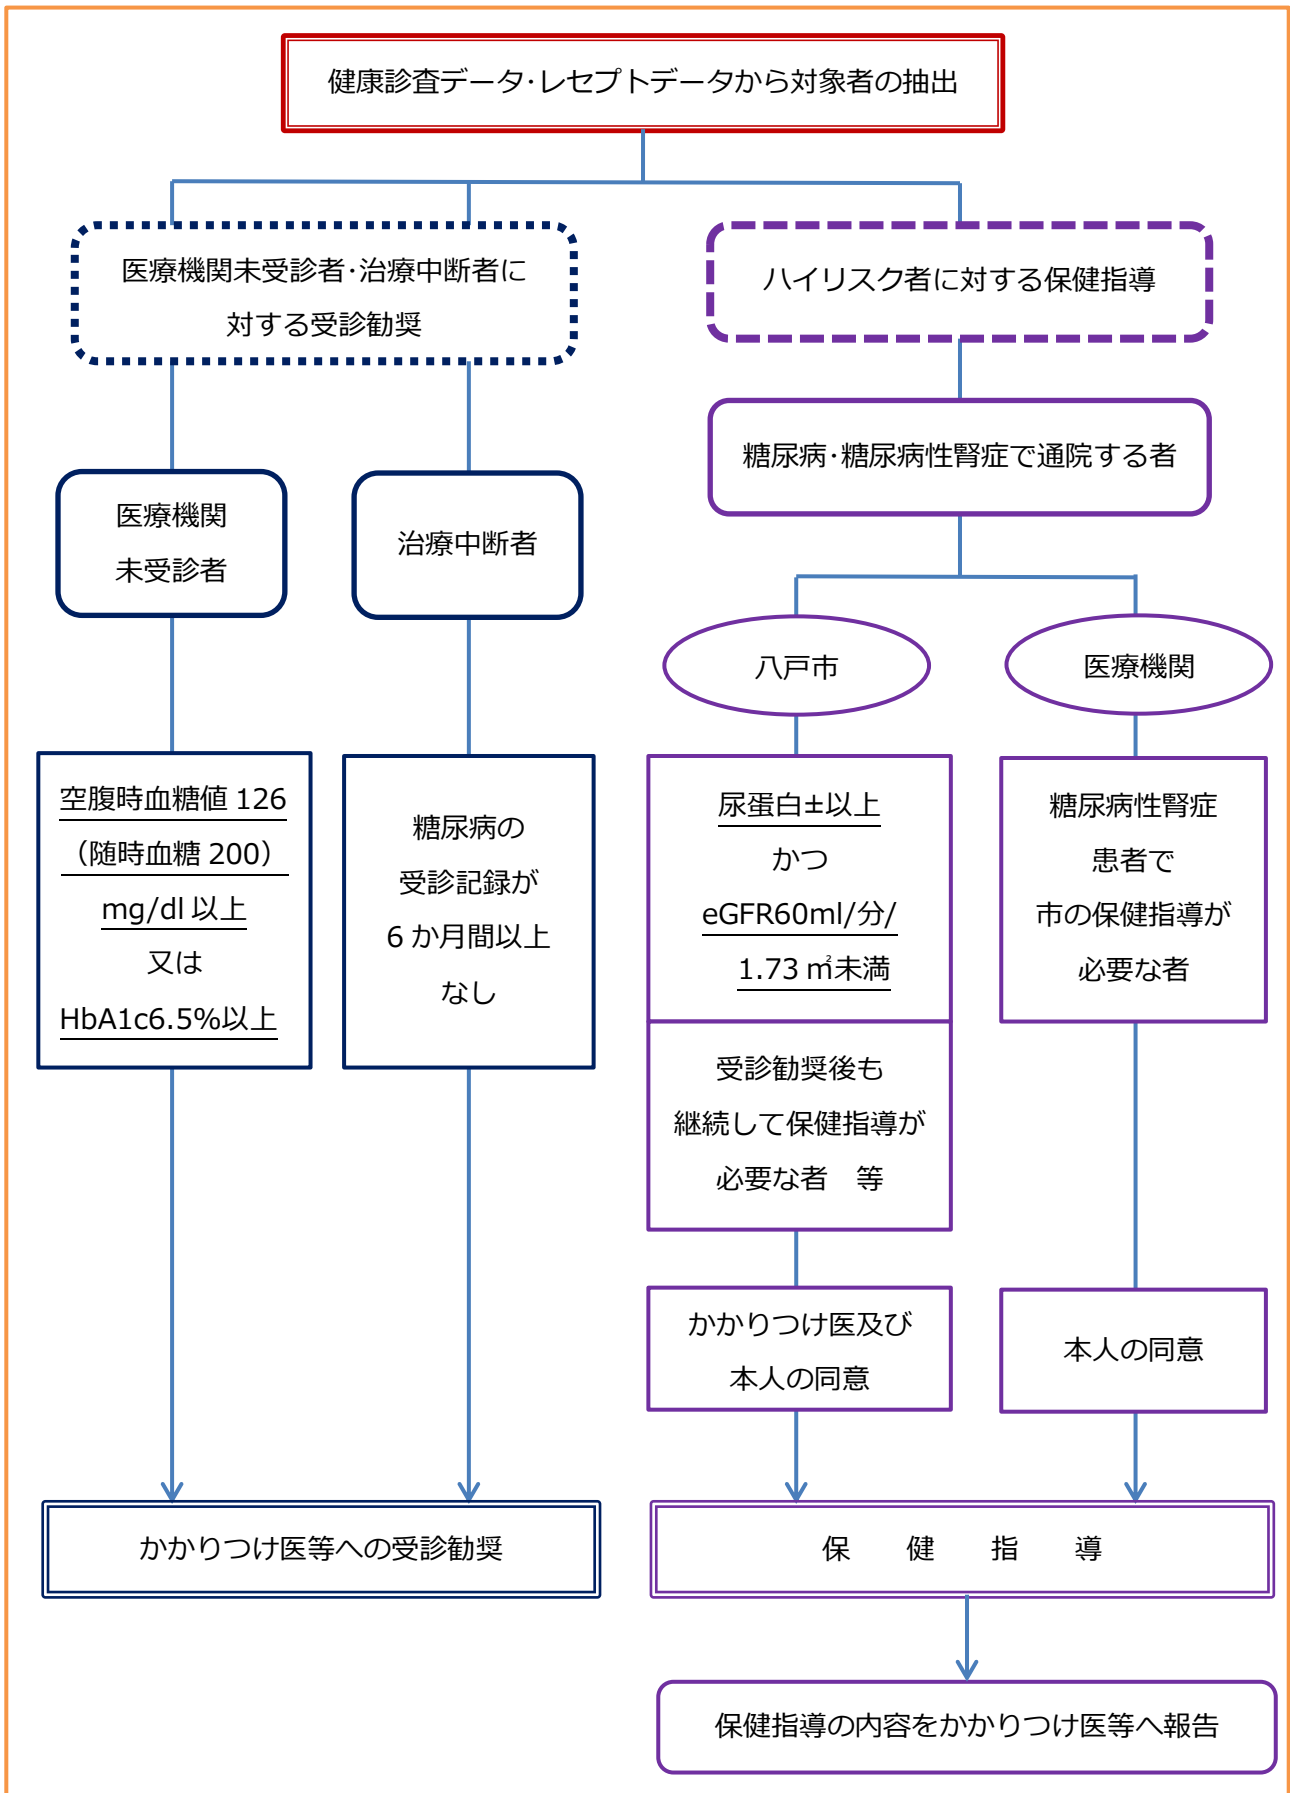 健康診査データ･レセプトデータから対象者の抽出
医療機関未受診者･治療中断者に
対する受診勧奨
ハイリスク者に対する保健指導
糖尿病･糖尿病性腎症で通院する者
医療機関
未受診者
治療中断者
八戸市
医療機関
空腹時血糖値 126
（随時血糖 200）
mg/dl 以上
又は
HbA1c6.5%以上
糖尿病の
受診記録が
6 か月間以上
なし
尿蛋白±以上
かつ
eGFR60ml/分/
1.73 ㎡未満
糖尿病性腎症
患者で
市の保健指導が
必要な者
受診勧奨後も
継続して保健指導が
必要な者　等
かかりつけ医及び
本人の同意
本人の同意
かかりつけ医等への受診勧奨
保　健　指　導
保健指導の内容をかかりつけ医等へ報告